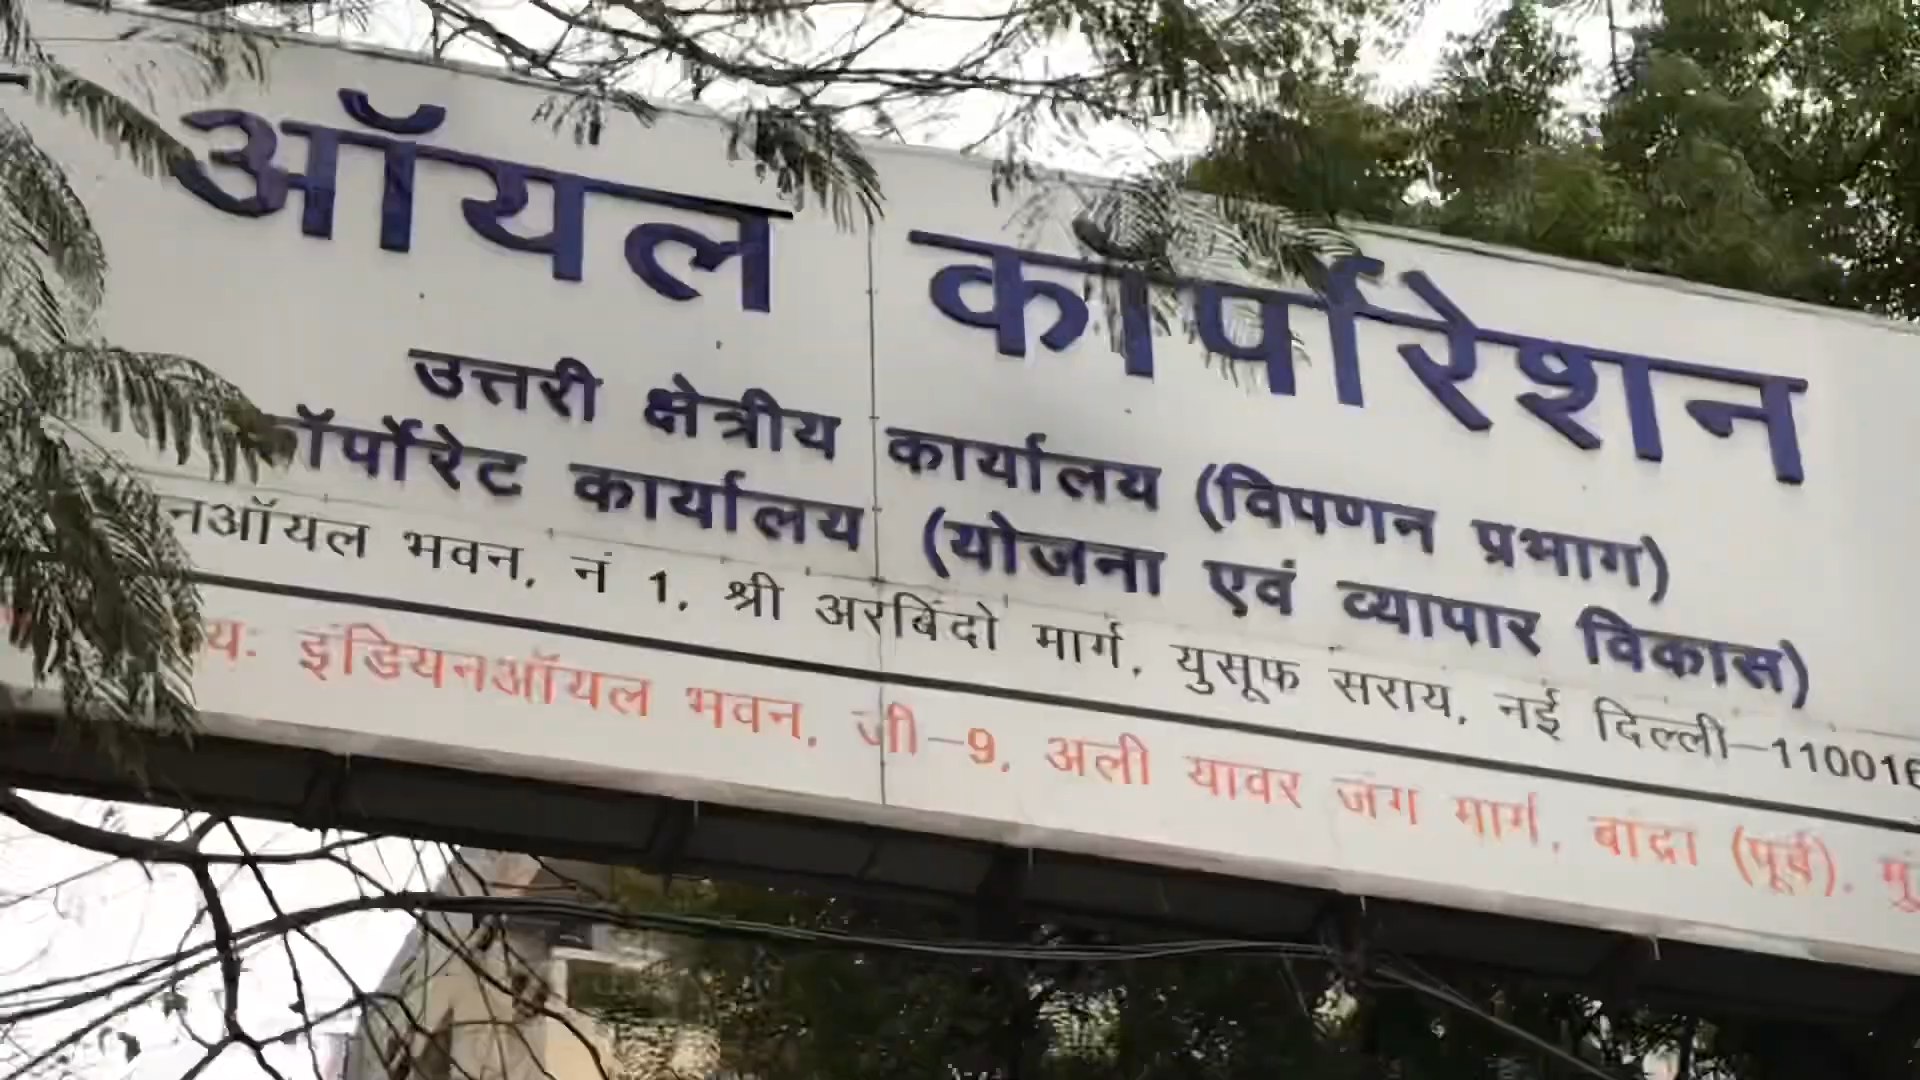 ऑयल कार्पोरेशन
उत्तरी क्षेत्रीय कार्यालय (विपणन प्रभाग)
कॉर्पोरेट कार्यालय (योजना एवं व्यापार विकास)
नऑयल भवन, नं 1, श्री अरबिंदो मार्ग, युसूफ सराय, नई दिल्ली-110016
य: इंडियनऑयल भवन, जी-9, अली यावर जंग मार्ग, बांद्रा (पूर्व), मुं